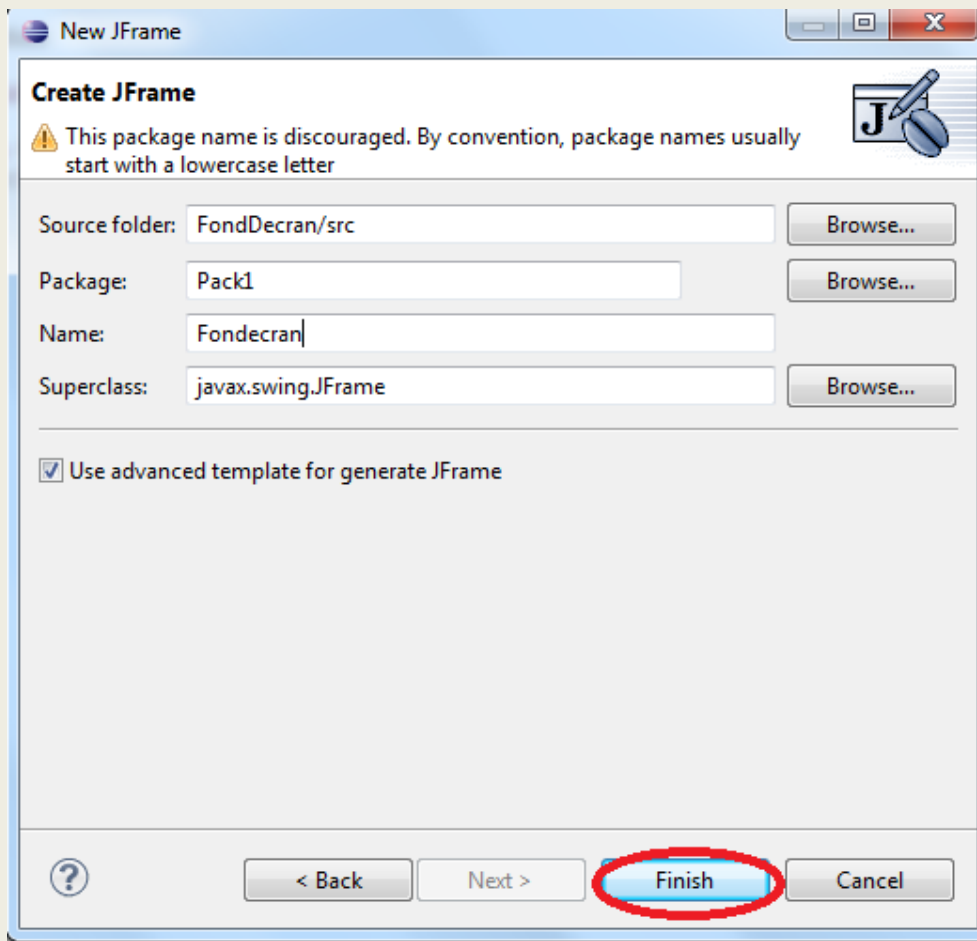 New JFrame
Create JFrame
This package name is discouraged. By convention, package names usually
start with a lowercase letter
Source folder: FondDecran/src Browse...
Package: Pack1 Browse...
Name: Fondecran
Superclass: javax.swing.JFrame Browse...
Use advanced template for generate JFrame
? < Back Next > Finish Cancel